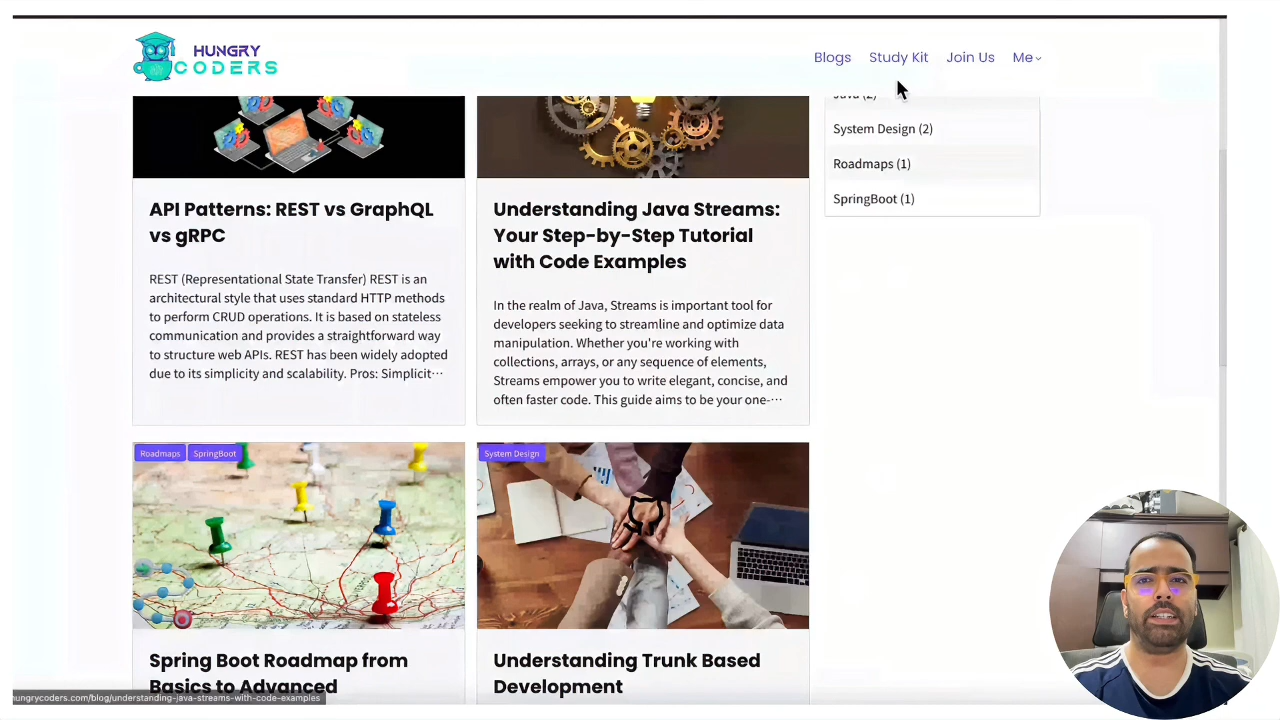 HUNGRY
CODERS
Blogs
Study Kit
Join Us
Me
Java (2)
System Design (2)
Roadmaps (1)
SpringBoot (1)
API Patterns: REST vs GraphQL
vs gRPC
REST (Representational State Transfer) REST is an
architectural style that uses standard HTTP methods
to perform CRUD operations. It is based on stateless
communication and provides a straightforward way
to structure web APIs. REST has been widely adopted
due to its simplicity and scalability. Pros: Simplicit···
Understanding Java Streams:
Your Step-by-Step Tutorial
with Code Examples
In the realm of Java, Streams is important tool for
developers seeking to streamline and optimize data
manipulation. Whether you're working with
collections, arrays, or any sequence of elements,
Streams empower you to write elegant, concise, and
often faster code. This guide aims to be your one-···
Roadmaps
SpringBoot
System Design
Spring Boot Roadmap from
Basics to Advanced
Understanding Trunk Based
Development
hungrycoders.com/blog/understanding-java-streams-with-code-examples